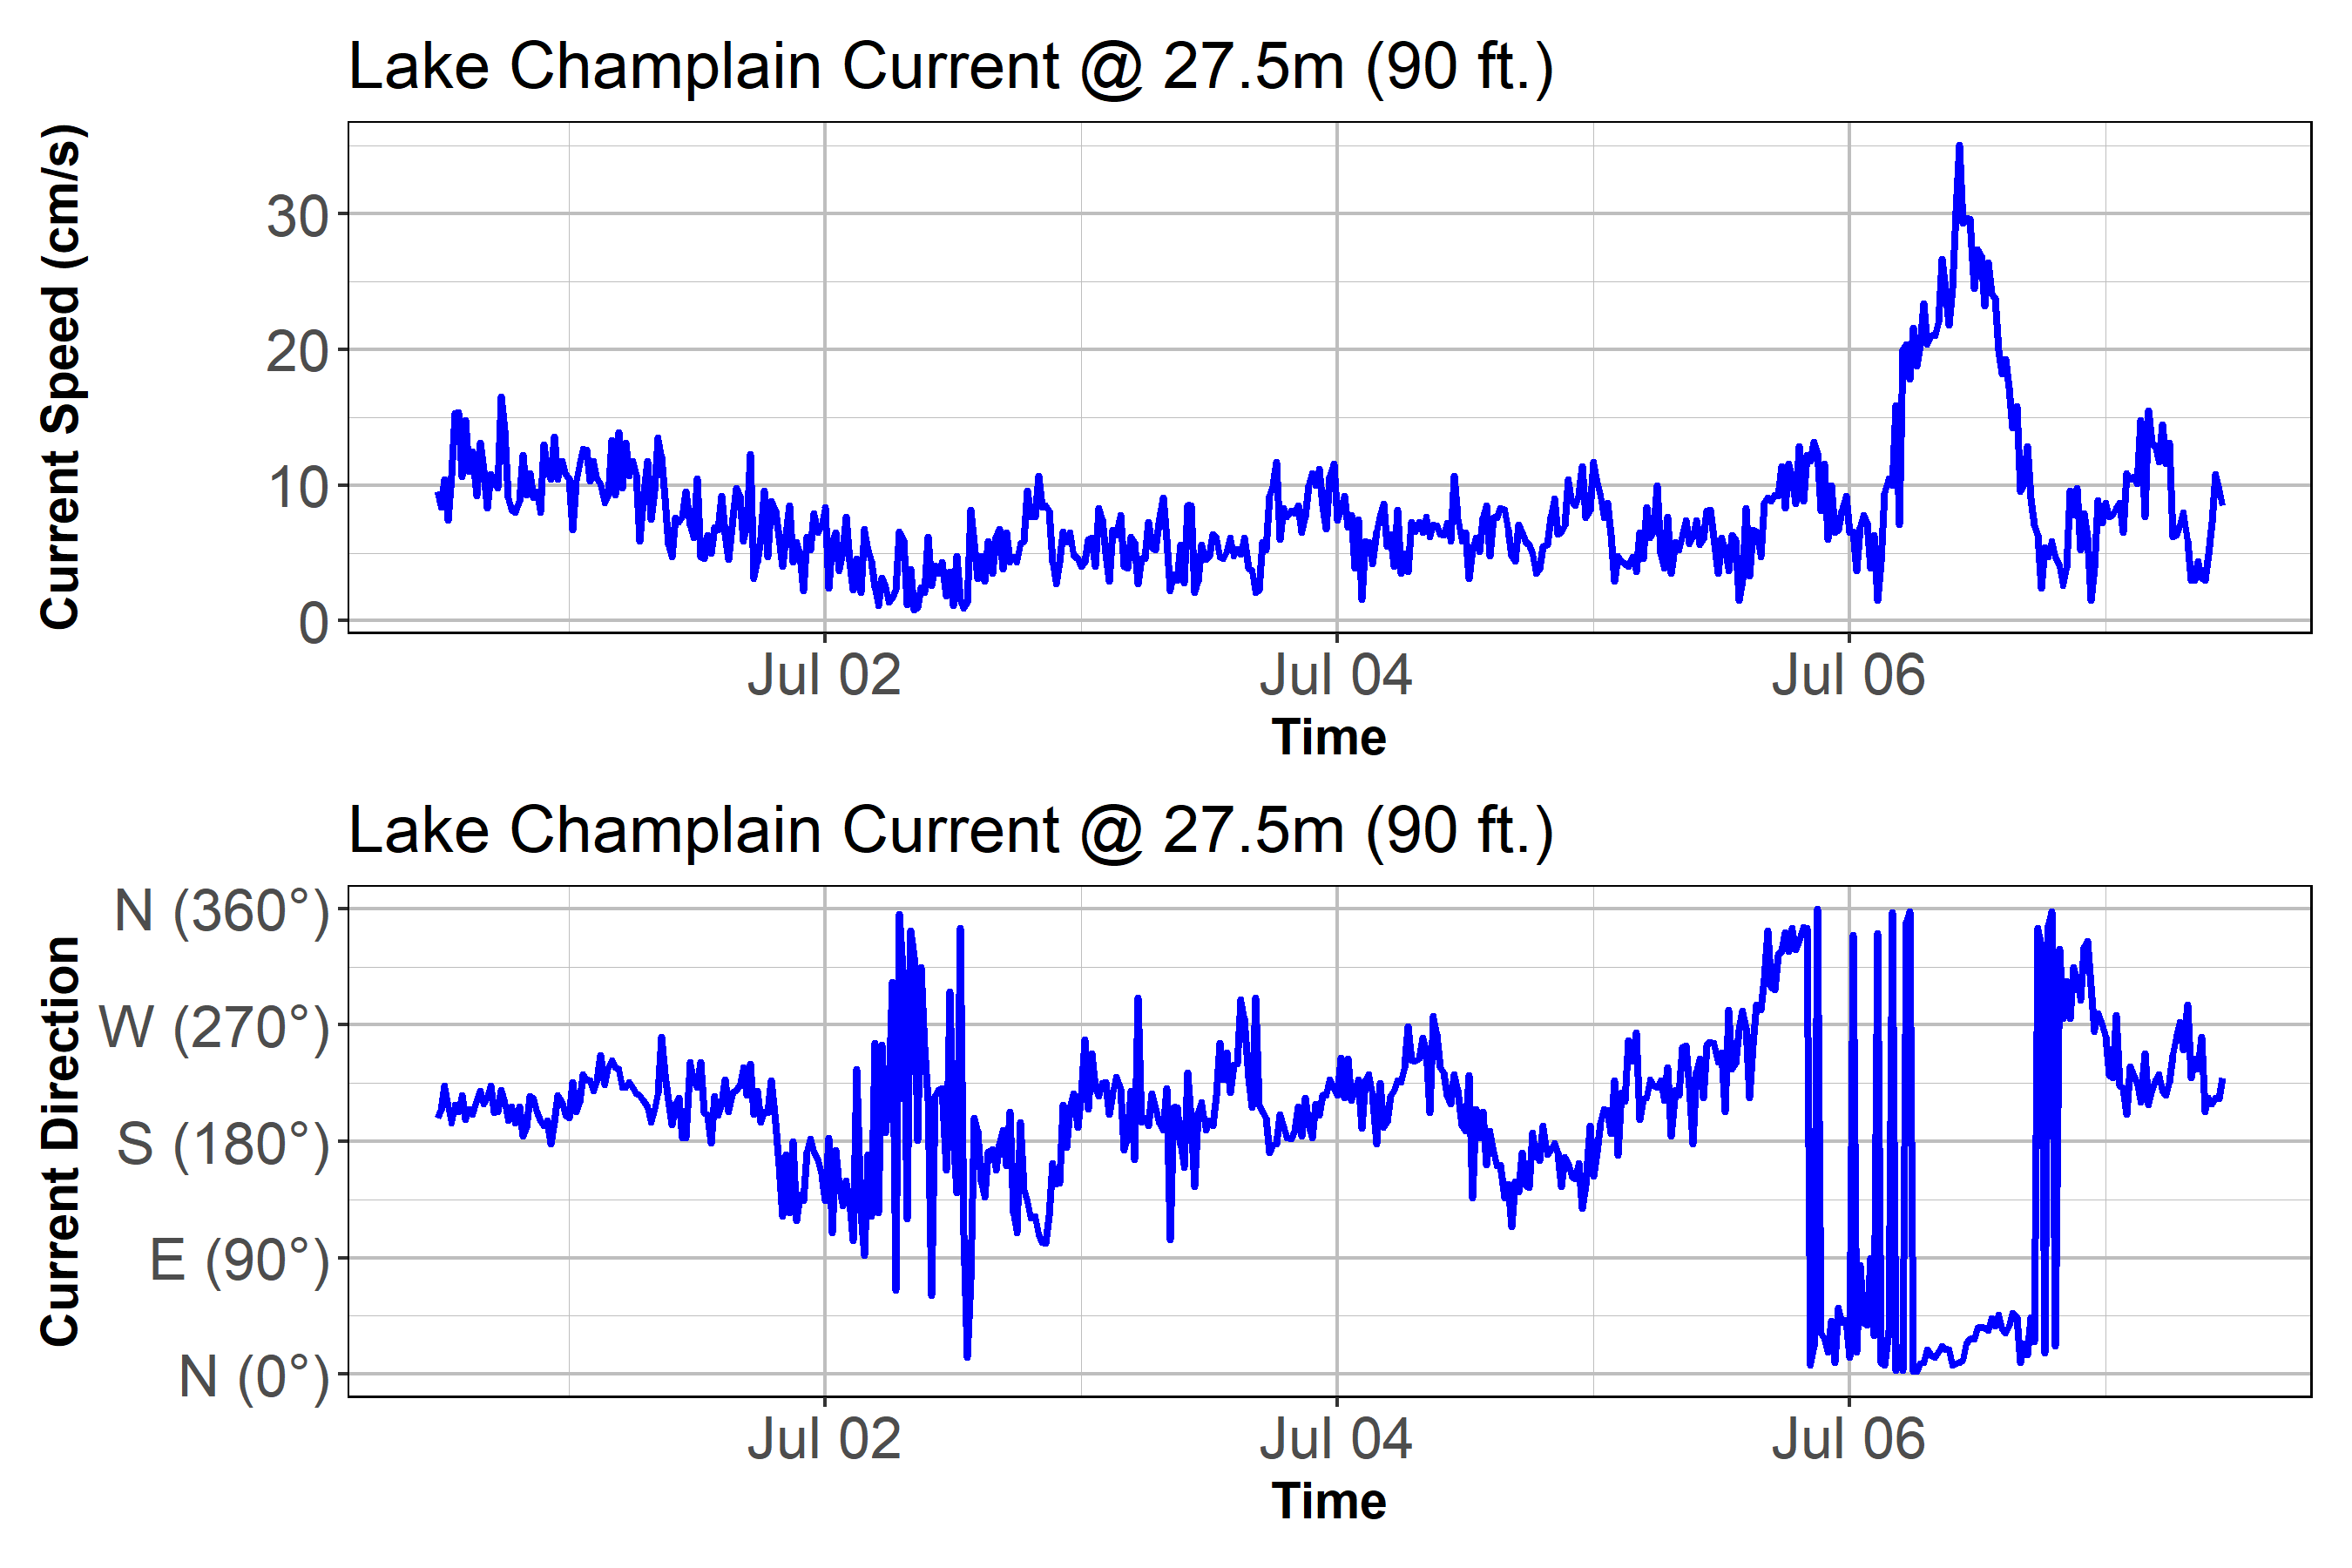 Lake Champlain Current @ 27.5m (90 ft.)
Current Speed (cm/s)
30
20
10
0
Jul 02 Jul 04 Jul 06
Time
Lake Champlain Current @ 27.5m (90 ft.)
Current Direction
N (360°)
W (270°)
S (180°)
E (90°)
N (0°)
Jul 02 Jul 04 Jul 06
Time